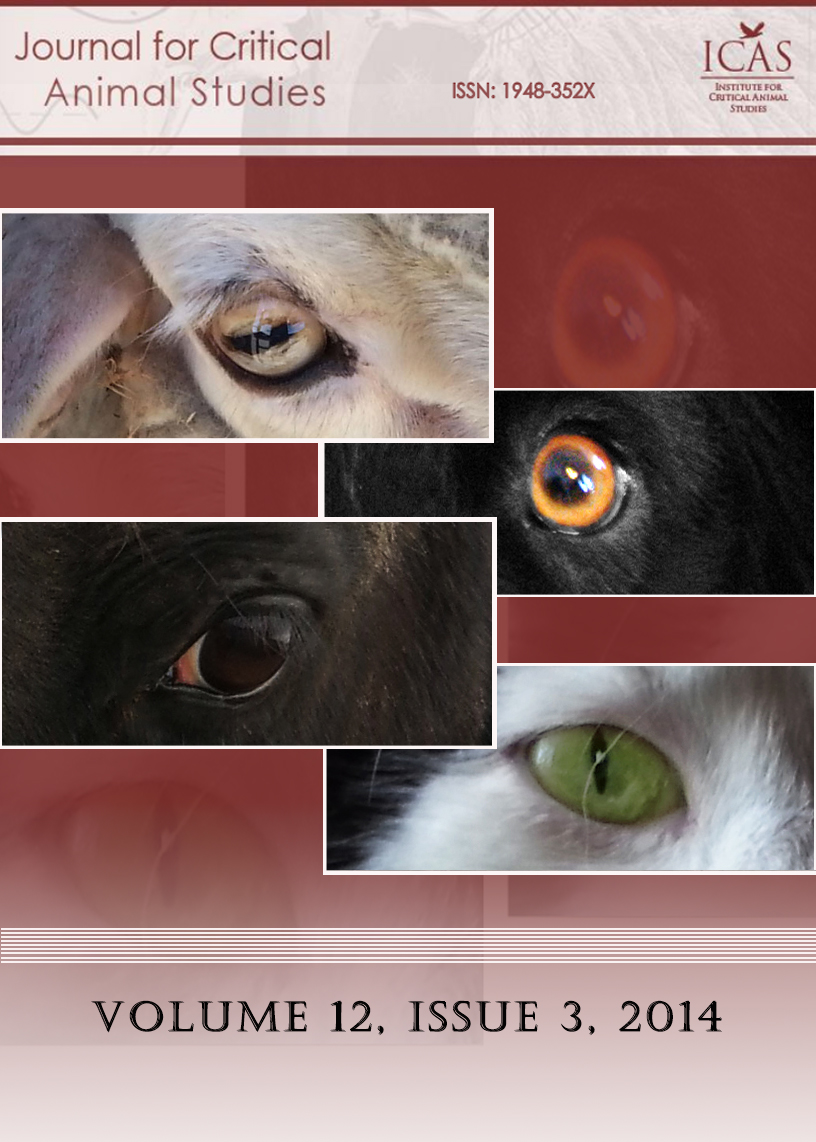 Journal for Critical
Animal Studies
ISSN: 1948-352X
ICAS
INSTITUTE FOR
CRITICAL ANIMAL
STUDIES
VOLUME 12, ISSUE 3, 2014